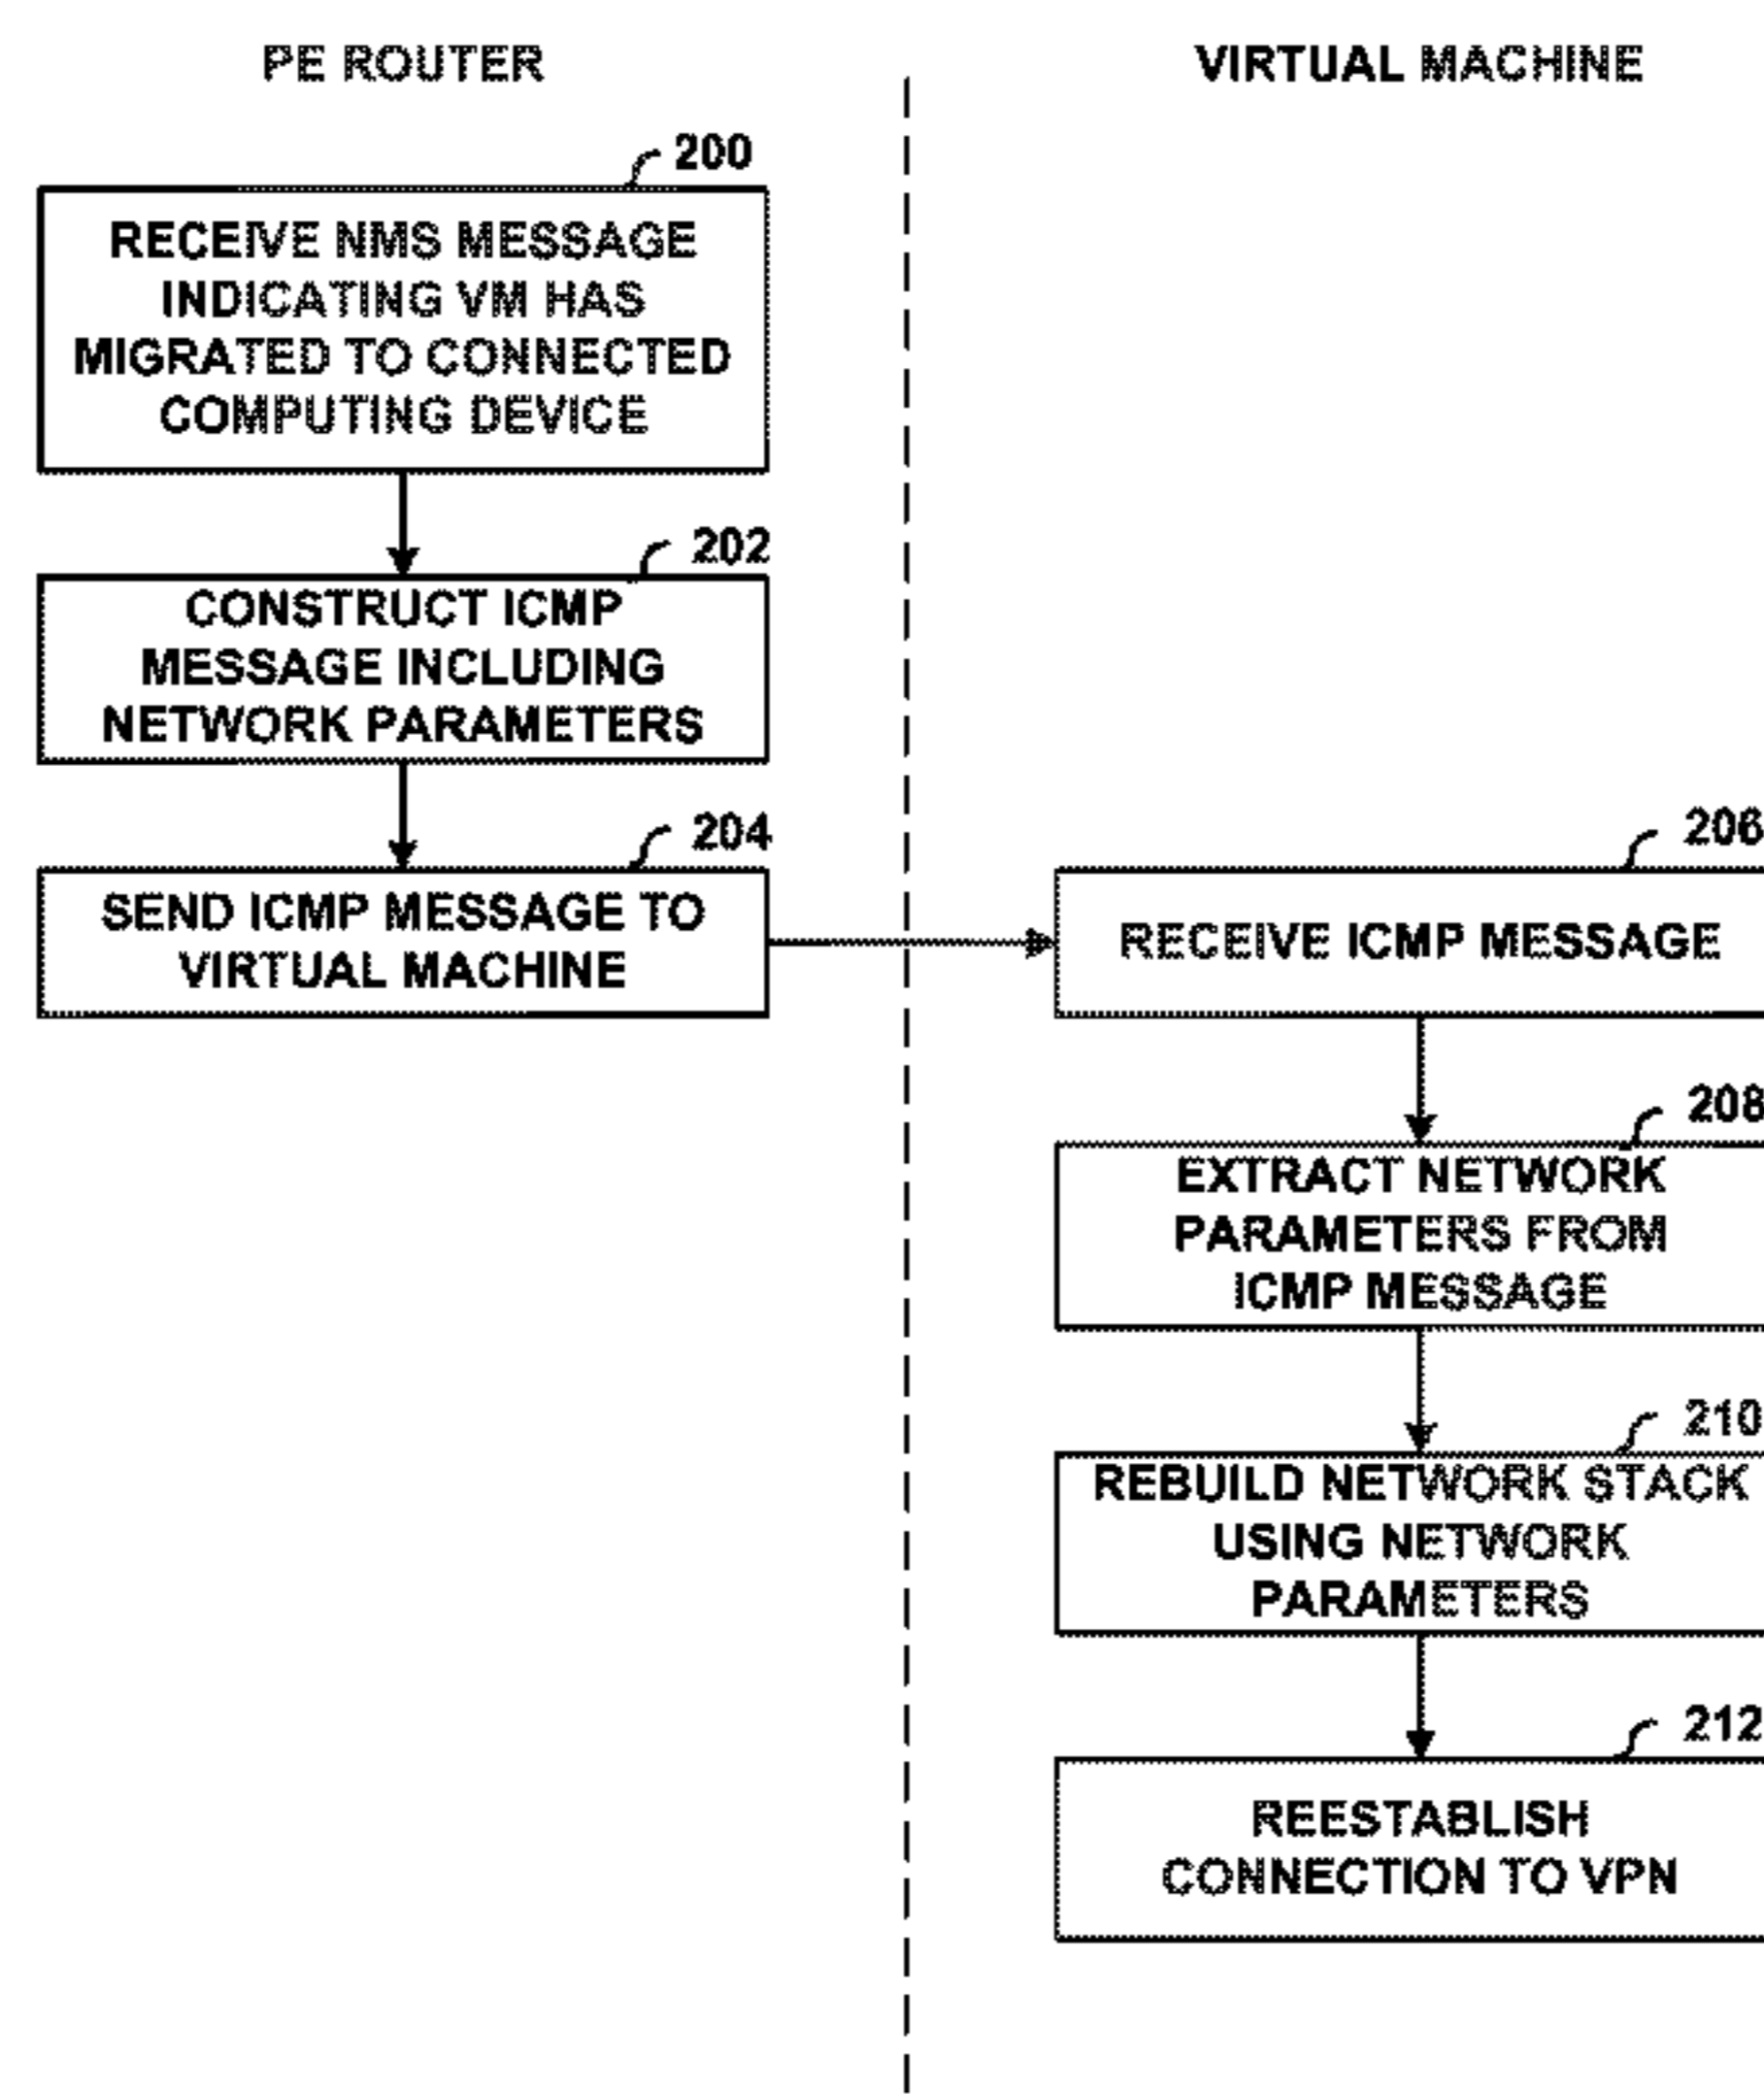 PE ROUTER
200
RECEIVE NMS MESSAGE
INDICATING VM HAS
MIGRATED TO CONNECTED
COMPUTING DEVICE
202
CONSTRUCT ICMP
MESSAGE INCLUDING
NETWORK PARAMETERS
204
SEND ICMP MESSAGE TO
VIRTUAL MACHINE
VIRTUAL MACHINE
206
RECEIVE ICMP MESSAGE
208
EXTRACT NETWORK
PARAMETERS FROM
ICMP MESSAGE
210
REBUILD NETWORK STACK
USING NETWORK
PARAMETERS
212
REESTABLISH
CONNECTION TO VPN